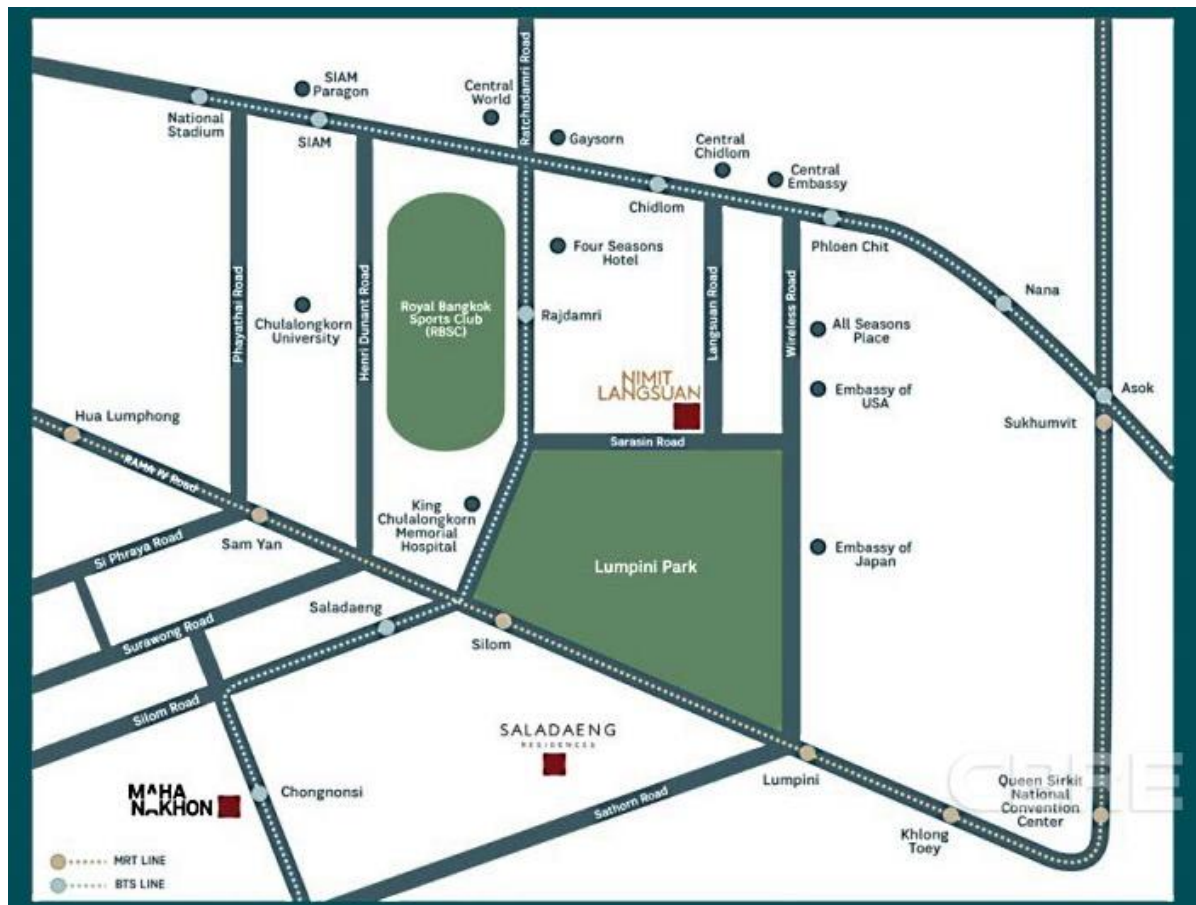 SIAM
Paragon
Central
World
Ratchadamri Road
National
Stadium
SIAM
Gaysorn
Central
Chidlom
Central
Embassy
Chidlom
Phloen Chit
Phayathai Road
Henri Dunant Road
Four Seasons
Hotel
Langsuan Road
Wireless Road
Nana
Chulalongkorn
University
Royal Bangkok
Sports Club
(RBSC)
Rajdamri
All Seasons
Place
NIMIT
LANGSUAN
Embassy of
USA
Asok
Sukhumvit
Hua Lumphong
Sarasin Road
RAMA IV Road
King
Chulalongkorn
Memorial
Hospital
Sam Yan
Si Phraya Road
Lumpini Park
Embassy of
Japan
Saladaeng
Surawong Road
Silom
Silom Road
SALADAENG
RESIDENCES
MAHA
NAKHON
Chongnonsi
Sathorn Road
Lumpini
Khlong
Toey
Queen Sirkit
National
Convention
Center
CBRE
MRT LINE
BTS LINE